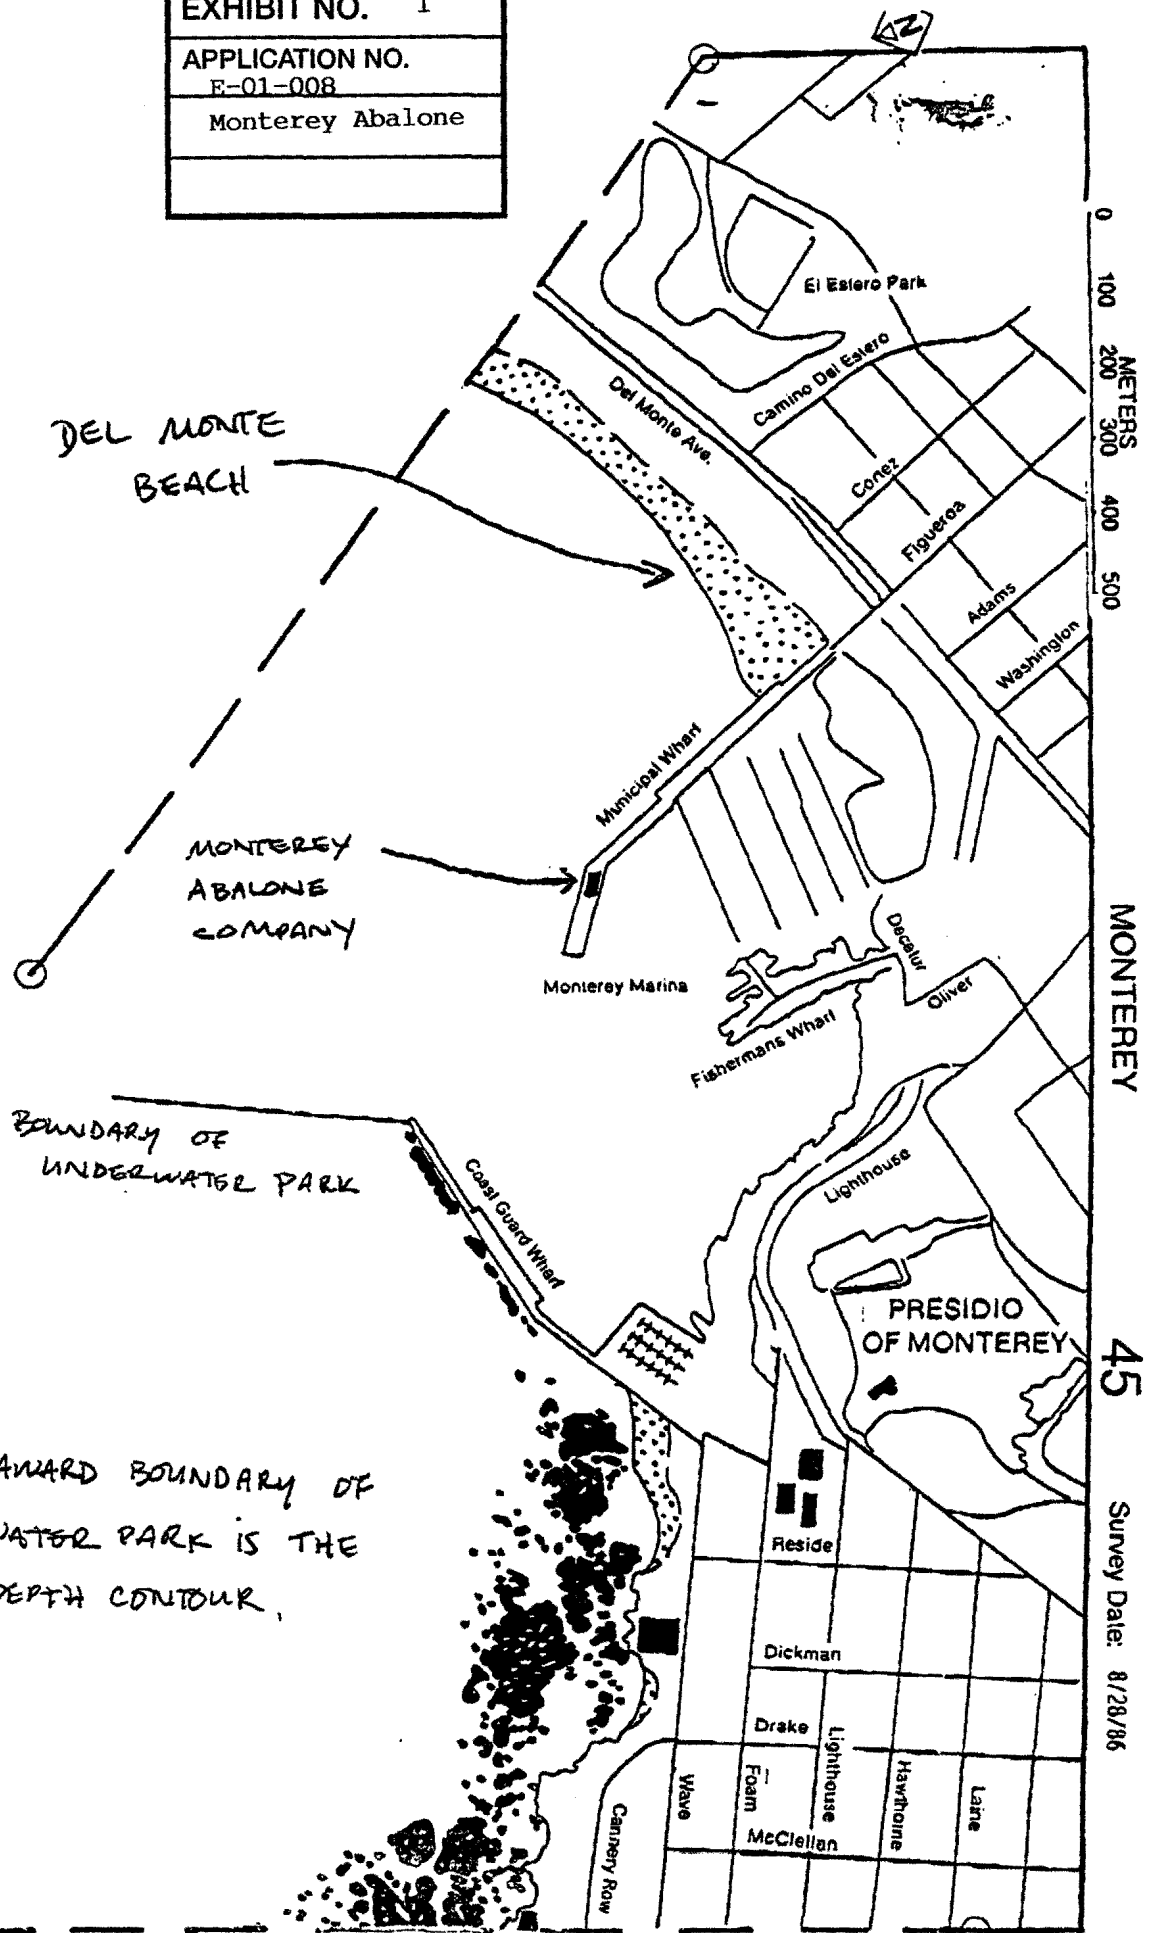 EXHIBIT NO. 1
APPLICATION NO.
E-01-008
Monterey Abalone
N
0
100
200
300
400
500
METERS
El Estero Park
Camino Del Estero
Del Monte Ave.
DEL MONTE
BEACH
Figueroa
Adams
Washington
Municipal Wharf
MONTEREY
ABALONE
COMPANY
Monterey Marina
Decatur
Oliver
Fishermans Wharf
MONTEREY
BOUNDARY OF
UNDERWATER PARK
Coast Guard Wharf
Lighthouse
PRESIDIO
OF MONTEREY
45
Survey Date: 8/28/86
AWARD BOUNDARY OF
WATER PARK IS THE
DEPTH CONTOUR.
Reside
Dickman
Drake
Lighthouse
Hawthorne
Laine
Foam
Wave
Cannery Row
McClellan